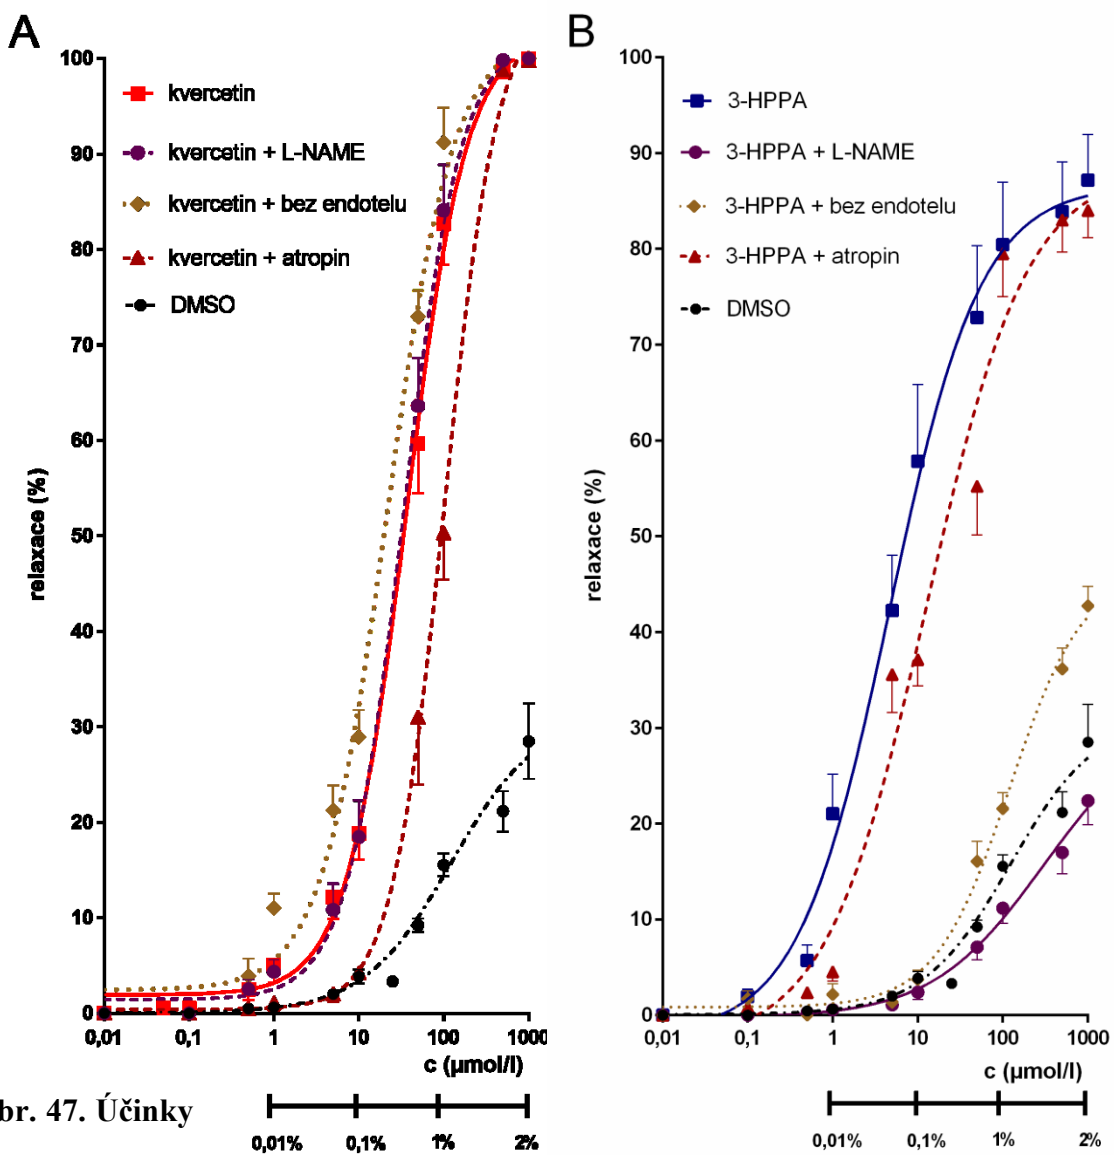 A
100
90
80
70
60
50
40
30
20
10
0
relaxace (%)
kvercetin
kvercetin + L-NAME
kvercetin + bez endotelu
kvercetin + atropin
DMSO
0,01 0,1 1 10 100 1000
c (µmol/l)
0,01% 0,1% 1% 2%
br. 47. Účinky
B
100
90
80
70
60
50
40
30
20
10
0
relaxace (%)
3-HPPA
3-HPPA + L-NAME
3-HPPA + bez endotelu
3-HPPA + atropin
DMSO
0,01 0,1 1 10 100 1000
c (µmol/l)
0,01% 0,1% 1% 2%